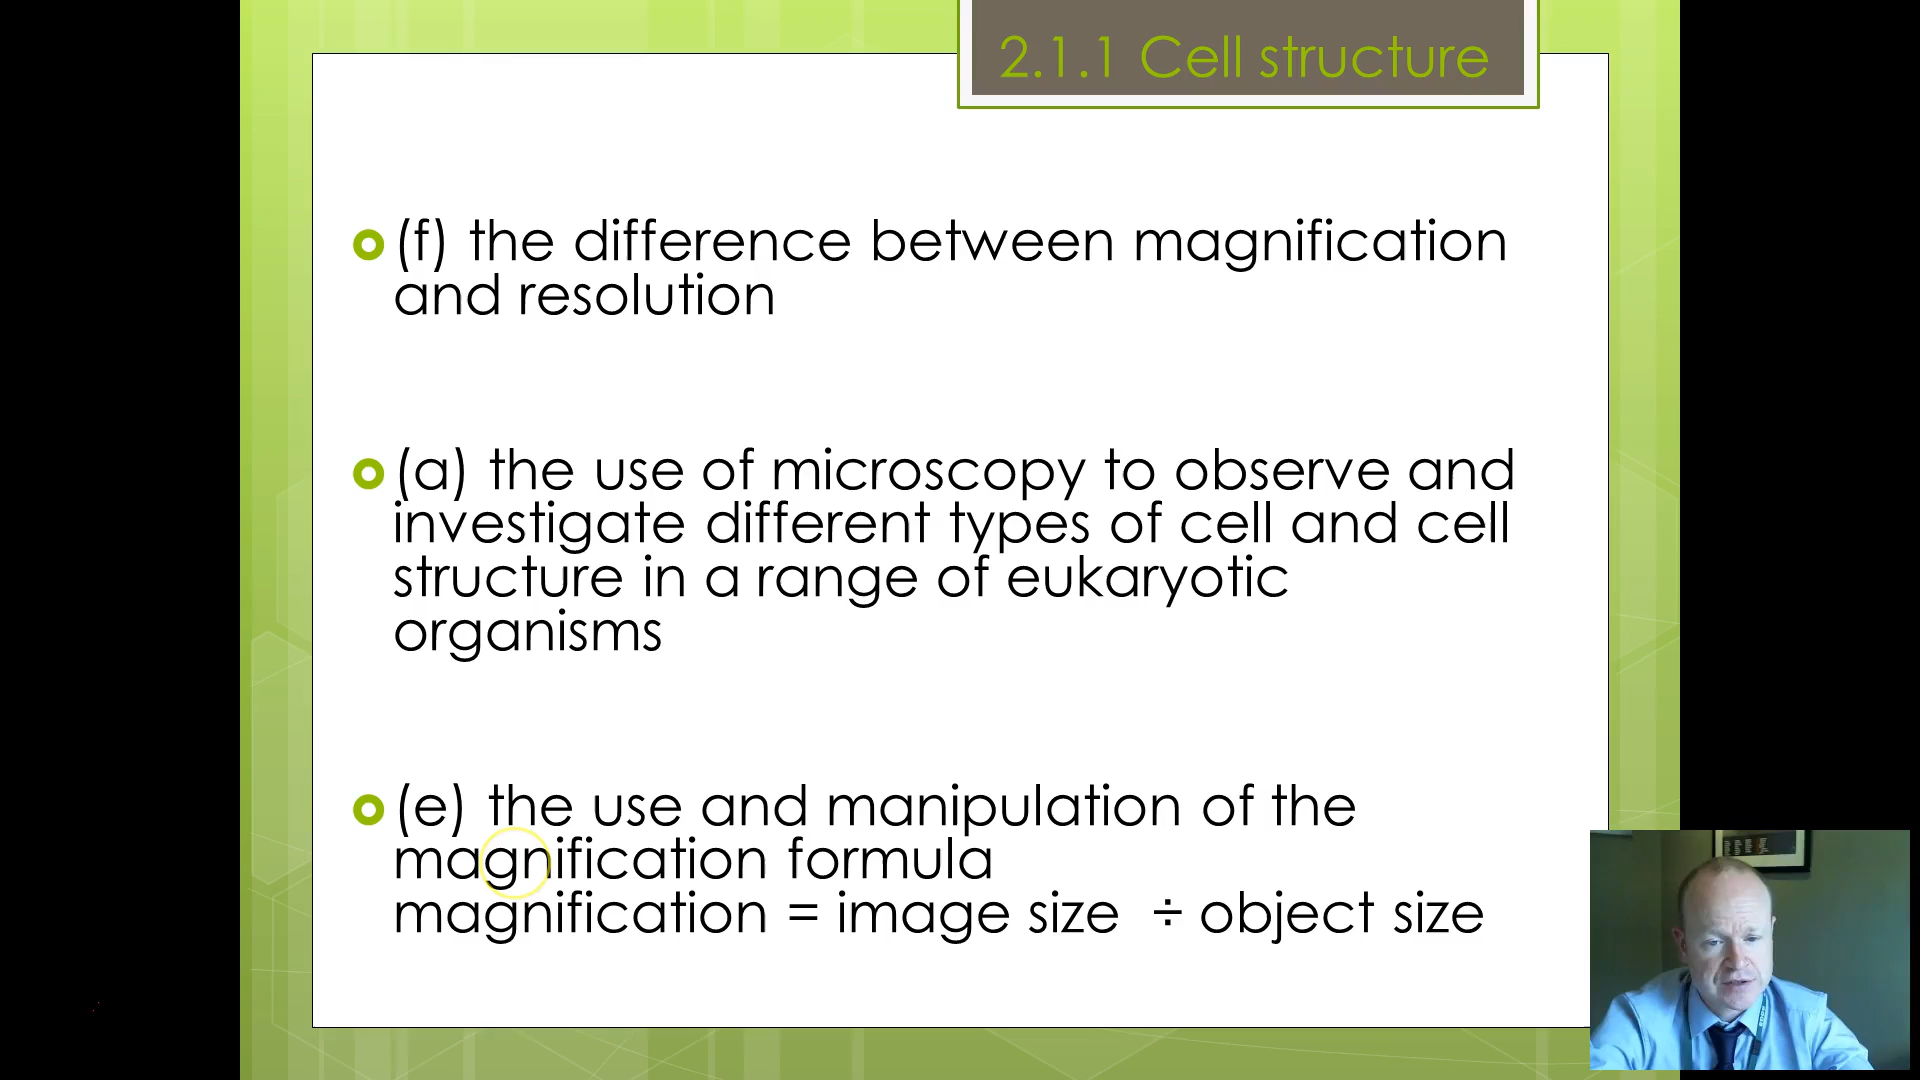 2.1.1 Cell structure
(f) the difference between magnification
and resolution
(a) the use of microscopy to observe and
investigate different types of cell and cell
structure in a range of eukaryotic
organisms
(e) the use and manipulation of the
magnification formula
magnification = image size ÷ object size